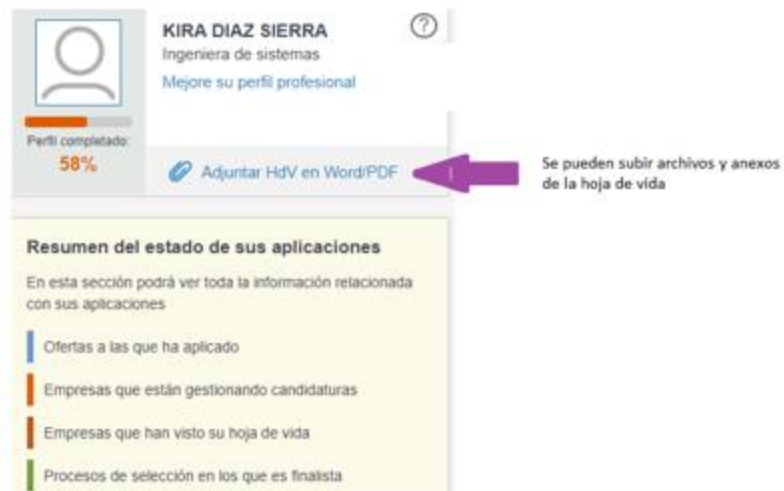 KIRA DIAZ SIERRA
?
Ingeniera de sistemas
Mejore su perfil profesional
Perfil completado:
58%
Adjuntar HdV en Word/PDF
Se pueden subir archivos y anexos
de la hoja de vida
Resumen del estado de sus aplicaciones
En esta sección podrá ver toda la información relacionada
con sus aplicaciones
Ofertas a las que ha aplicado
Empresas que están gestionando candidaturas
Empresas que han visto su hoja de vida
Procesos de selección en los que es finalista